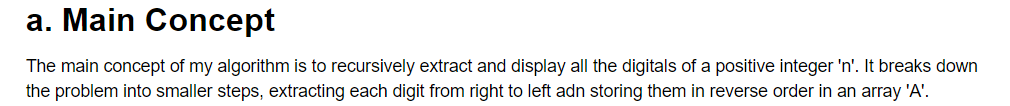 a. Main Concept
The main concept of my algorithm is to recursively extract and display all the digitals of a positive integer 'n'. It breaks down
the problem into smaller steps, extracting each digit from right to left adn storing them in reverse order in an array 'A'.